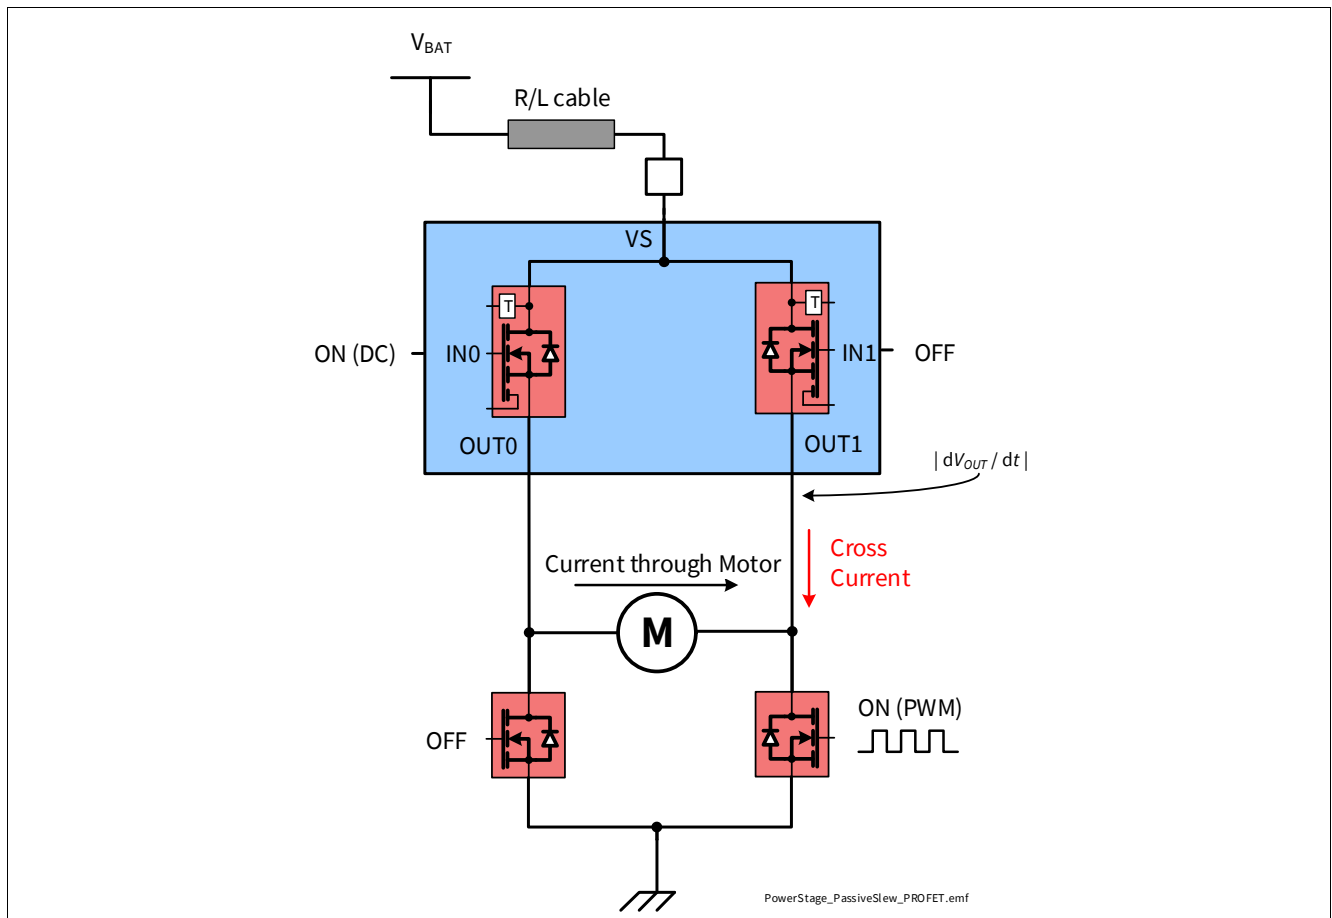 VBAT
R/L cable
VS
T
T
ON (DC)
IN0
IN1
OFF
OUT0
OUT1
| dVOUT / dt |
Cross
Current
Current through Motor
M
ON (PWM)
OFF
PowerStage_PassiveSlew_PROFET.emf